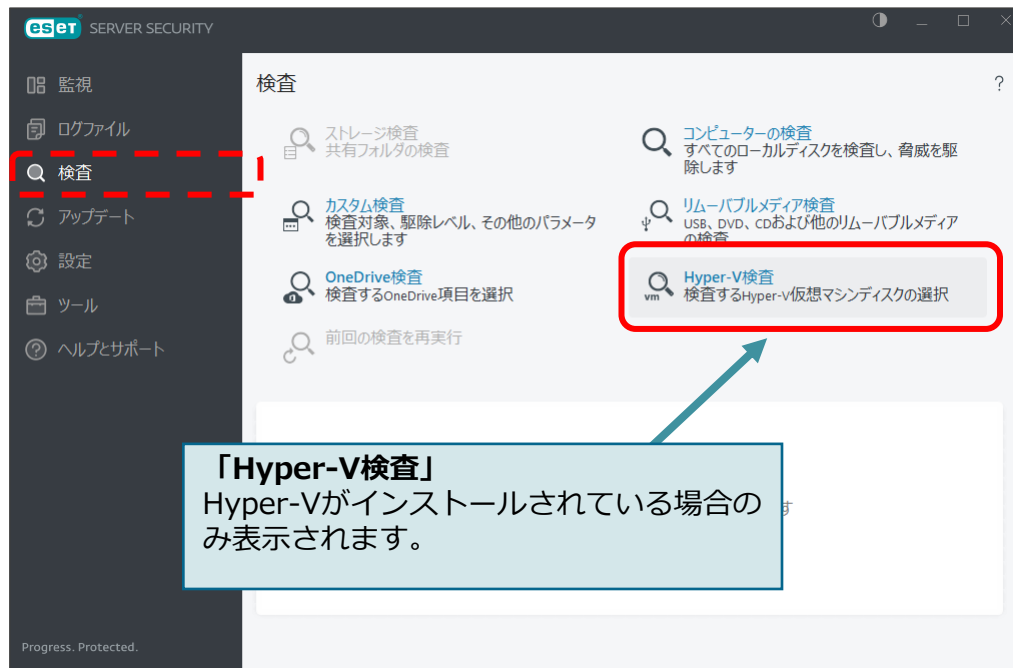 eset SERVER SECURITY
監視
ログファイル
検査
アップデート
設定
ツール
ヘルプとサポート
Progress. Protected.
検査
?
ストレージ検査
共有フォルダの検査
コンピューターの検査
すべてのローカルディスクを検査し、脅威を駆
除します
カスタム検査
検査対象、駆除レベル、その他のパラメータ
を選択します
リムーバブルメディア検査
USB、DVD、CDおよび他のリムーバブルメディア
の検査
OneDrive検査
検査するOneDrive項目を選択
vm
Hyper-V検査
検査するHyper-V仮想マシンディスクの選択
前回の検査を再実行
「Hyper-V検査」
Hyper-Vがインストールされている場合の
み表示されます。
す